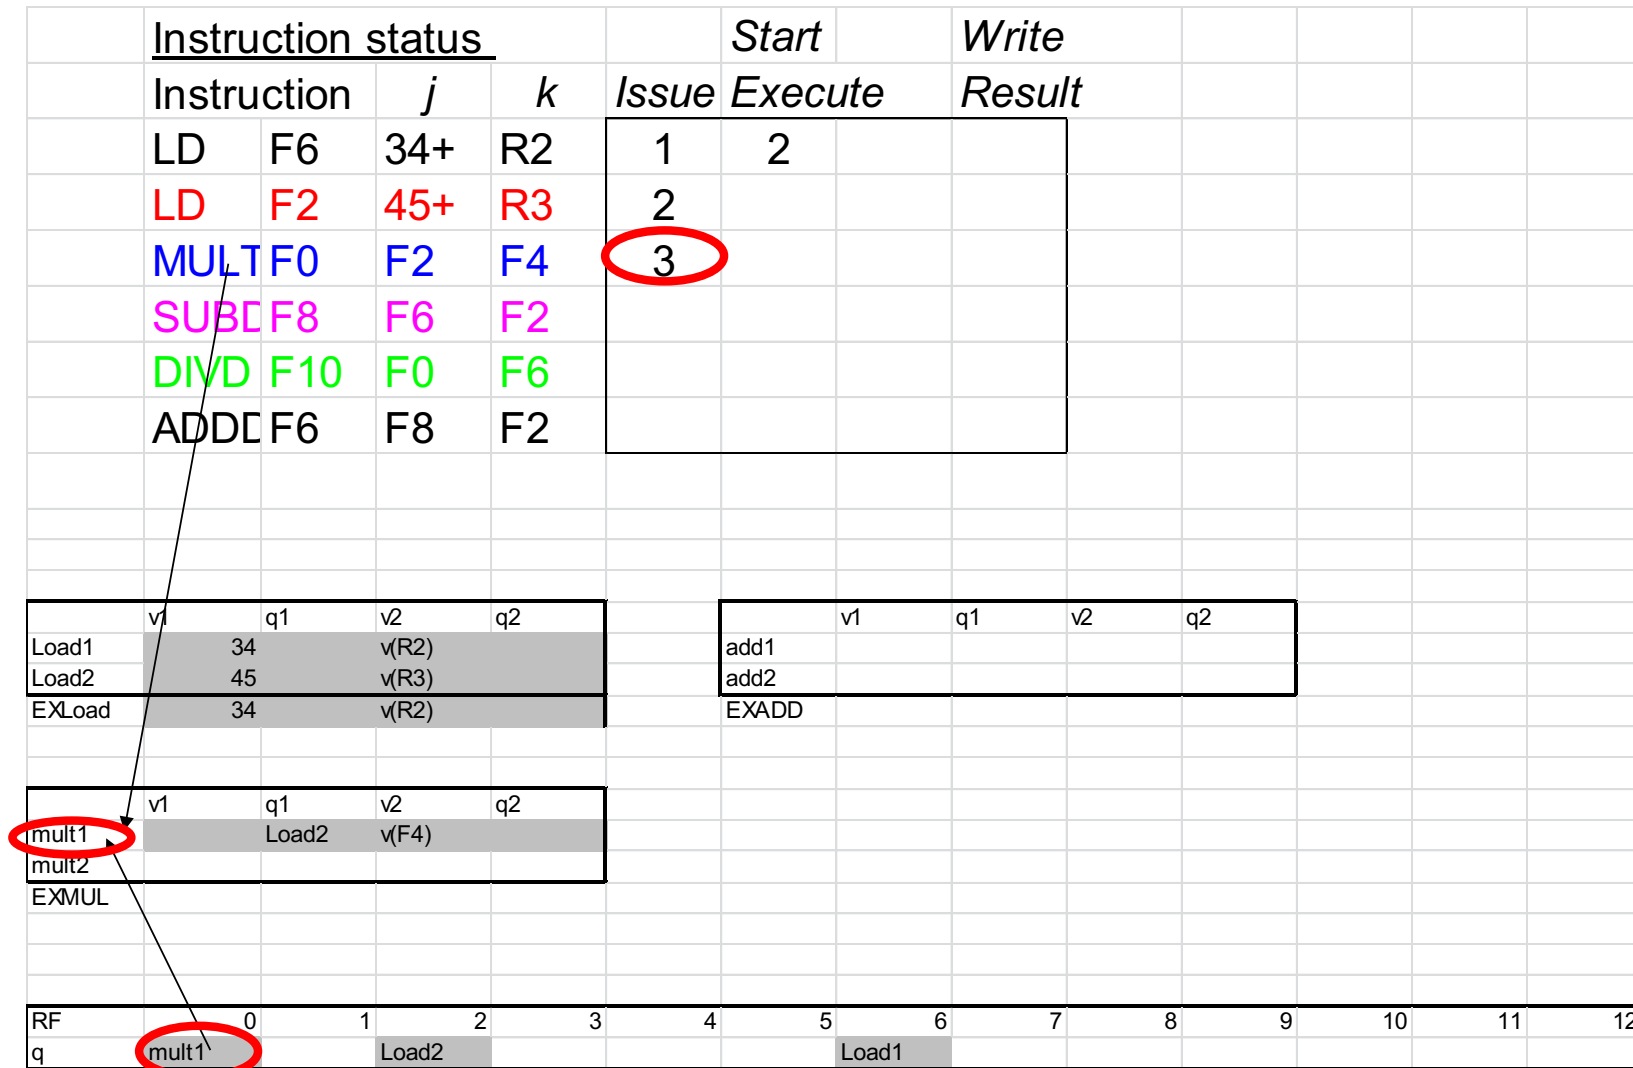 Instruction status Start Write
Instruction j k Issue Execute Result
LD F6 34+ R2 1 2
LD F2 45+ R3 2
MULT F0 F2 F4 3
SUBD F8 F6 F2
DIVD F10 F0 F6
ADDD F6 F8 F2
v1 q1 v2 q2 v1 q1 v2 q2
Load1 34 v(R2) add1
Load2 45 v(R3) add2
EXLoad 34 v(R2) EXADD
v1 q1 v2 q2
mult1 Load2 v(F4)
mult2
EXMUL
RF 0 1 2 3 4 5 6 7 8 9 10 11 12
q mult1 Load2 Load1